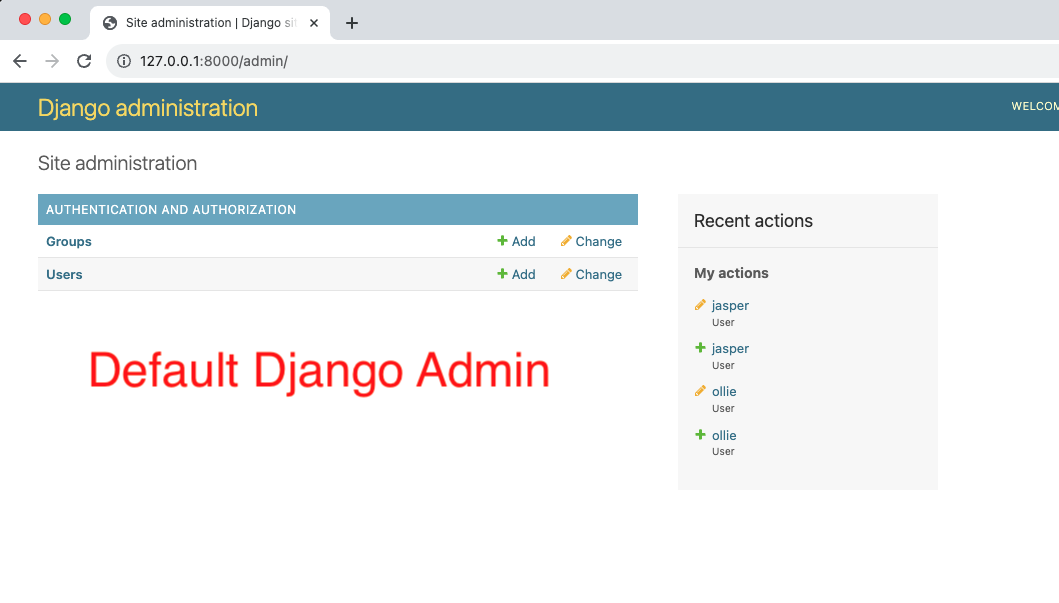 Site administration | Django sit
127.0.0.1:8000/admin/
Django administration
WELCOM
Site administration
AUTHENTICATION AND AUTHORIZATION
Groups Add Change
Users Add Change
Default Django Admin
Recent actions
My actions
jasper
User
jasper
User
ollie
User
ollie
User